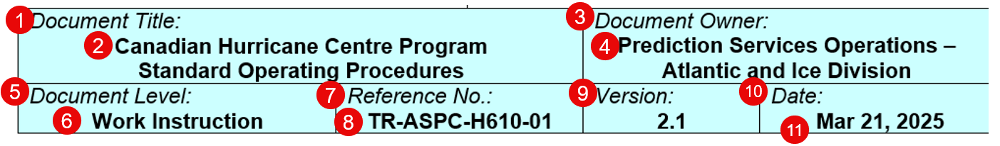 1 Document Title:
2 Canadian Hurricane Centre Program
Standard Operating Procedures
3 Document Owner:
4 Prediction Services Operations –
Atlantic and Ice Division
5 Document Level:
6 Work Instruction
7 Reference No.:
8 TR-ASPC-H610-01
9 Version:
2.1
10 Date:
11 Mar 21, 2025